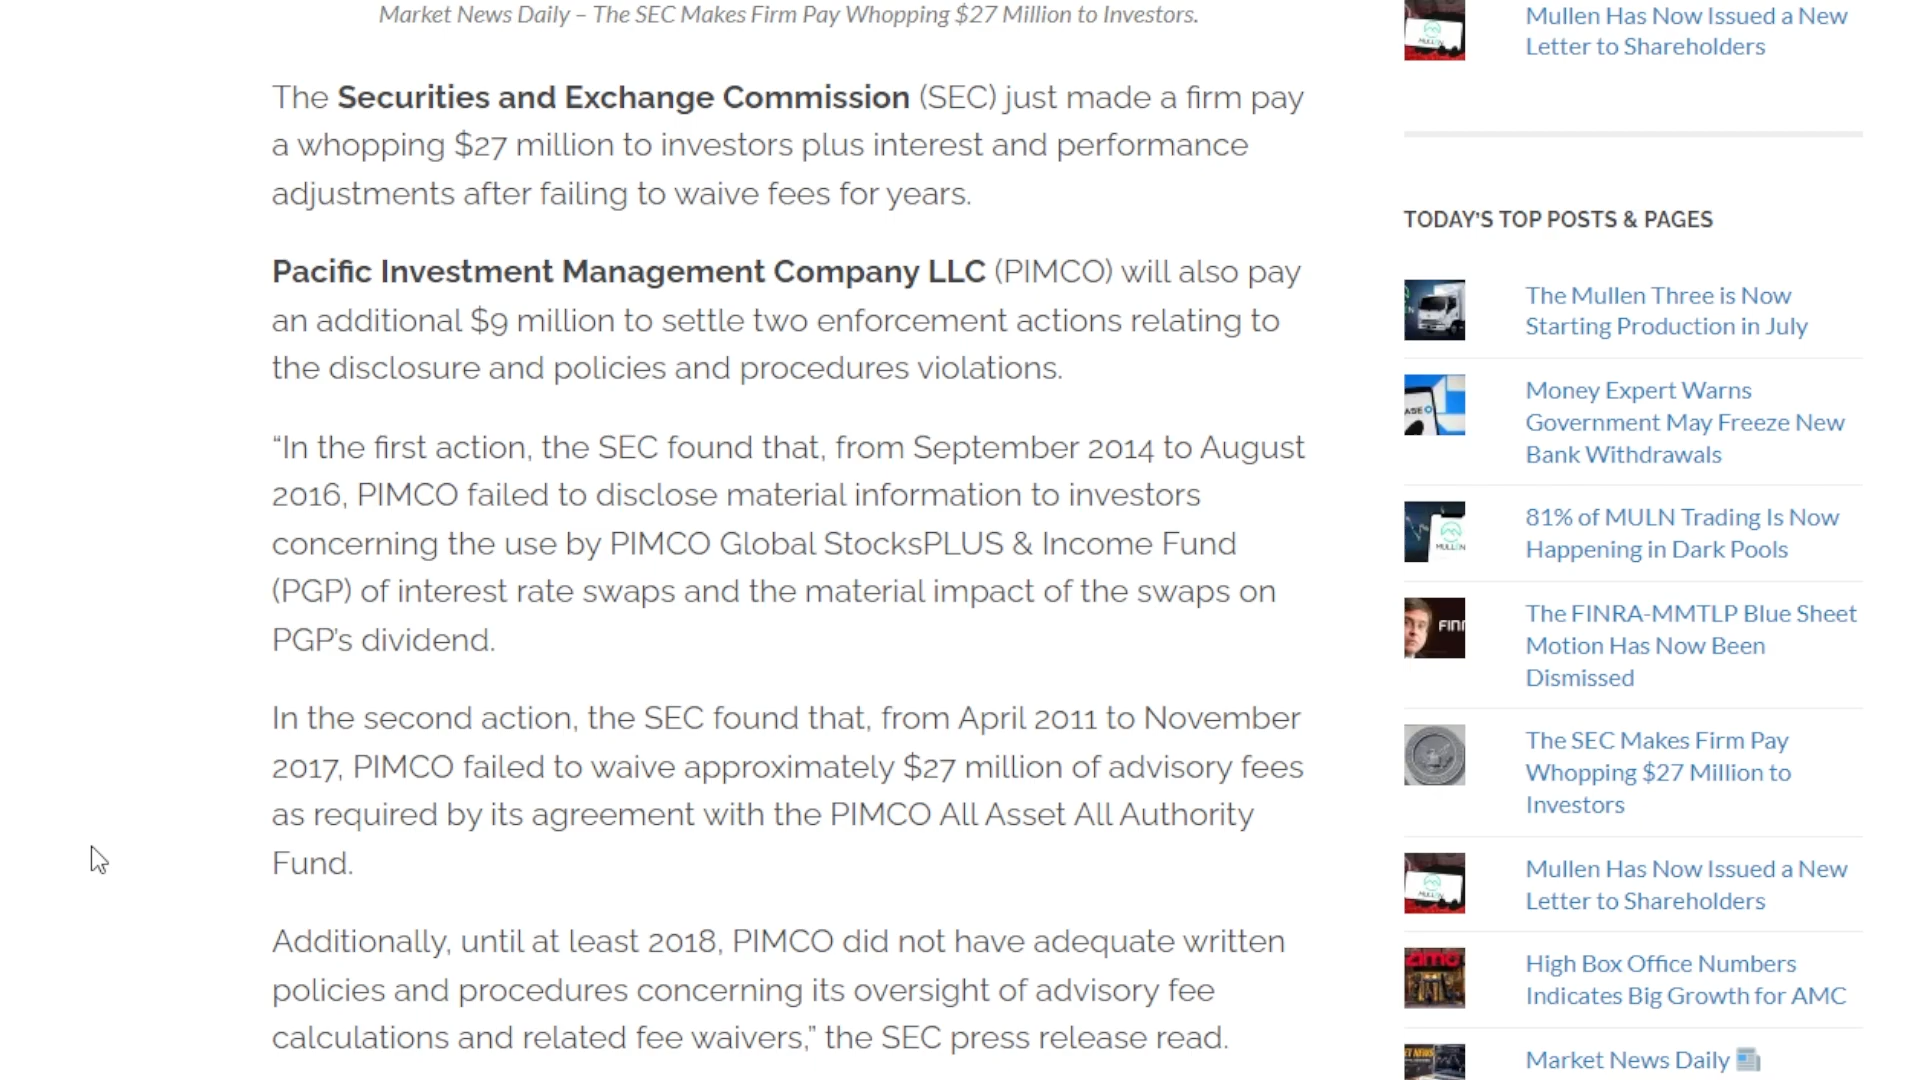 Market News Daily – The SEC Makes Firm Pay Whopping $27 Million to Investors.
The Securities and Exchange Commission (SEC) just made a firm pay
a whopping $27 million to investors plus interest and performance
adjustments after failing to waive fees for years.
Pacific Investment Management Company LLC (PIMCO) will also pay
an additional $9 million to settle two enforcement actions relating to
the disclosure and policies and procedures violations.
“In the first action, the SEC found that, from September 2014 to August
2016, PIMCO failed to disclose material information to investors
concerning the use by PIMCO Global StocksPLUS & Income Fund
(PGP) of interest rate swaps and the material impact of the swaps on
PGP’s dividend.
In the second action, the SEC found that, from April 2011 to November
2017, PIMCO failed to waive approximately $27 million of advisory fees
as required by its agreement with the PIMCO All Asset All Authority
Fund.
Additionally, until at least 2018, PIMCO did not have adequate written
policies and procedures concerning its oversight of advisory fee
calculations and related fee waivers,” the SEC press release read.
Mullen Has Now Issued a New
Letter to Shareholders
TODAY’S TOP POSTS & PAGES
The Mullen Three is Now
Starting Production in July
Money Expert Warns
Government May Freeze New
Bank Withdrawals
81% of MULN Trading Is Now
Happening in Dark Pools
The FINRA-MMTLP Blue Sheet
Motion Has Now Been
Dismissed
The SEC Makes Firm Pay
Whopping $27 Million to
Investors
Mullen Has Now Issued a New
Letter to Shareholders
High Box Office Numbers
Indicates Big Growth for AMC
Market News Daily